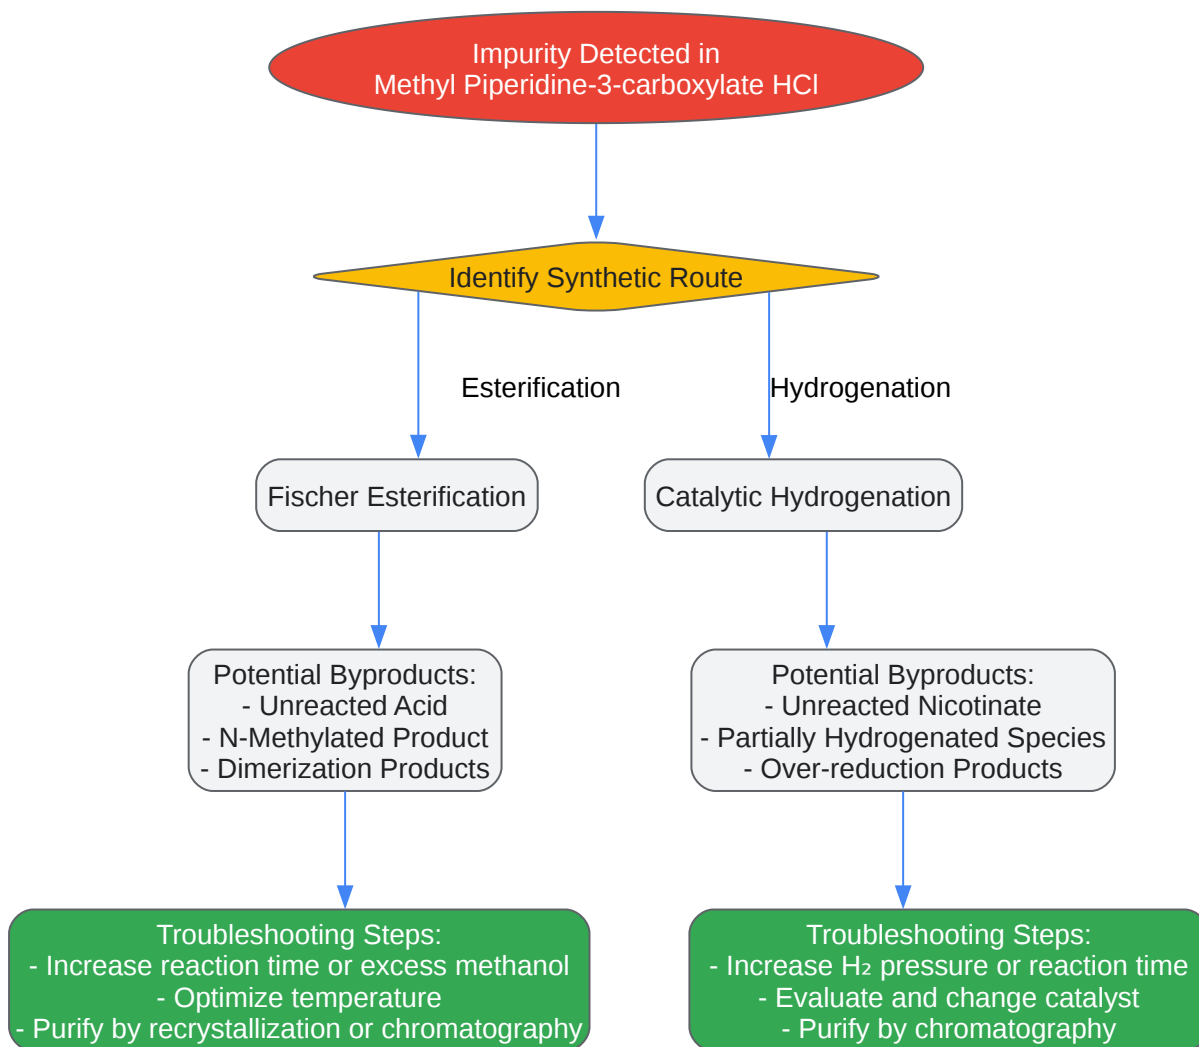 Impurity Detected in
Methyl Piperidine-3-carboxylate HCl
Identify Synthetic Route
Esterification
Hydrogenation
Fischer Esterification
Catalytic Hydrogenation
Potential Byproducts:
- Unreacted Acid
- N-Methylated Product
- Dimerization Products
Potential Byproducts:
- Unreacted Nicotinate
- Partially Hydrogenated Species
- Over-reduction Products
Troubleshooting Steps:
- Increase reaction time or excess methanol
- Optimize temperature
- Purify by recrystallization or chromatography
Troubleshooting Steps:
- Increase H₂ pressure or reaction time
- Evaluate and change catalyst
- Purify by chromatography